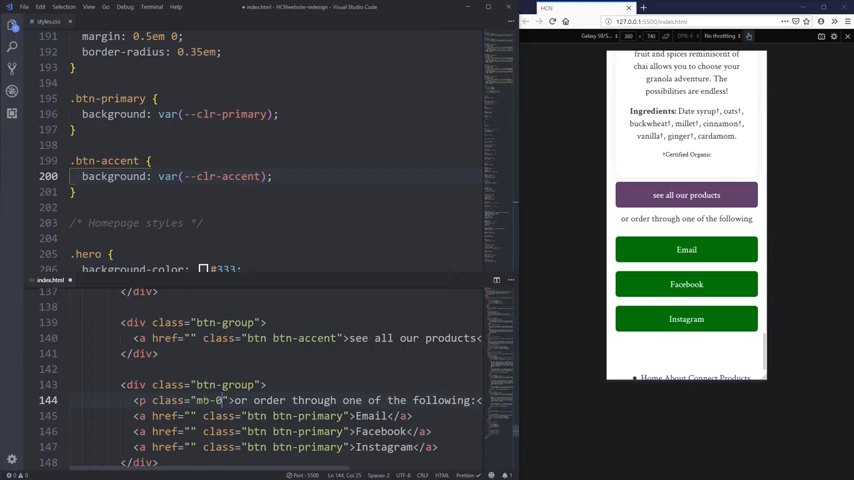 File Edit Selection View Go Debug Terminal Help
● index.html - HCNwebsite-redesign - Visual Studio Code
HCN
styles.css
127.0.0.1:5500/index.html
Galaxy S9/S... 360 × 740 DPR: 4 No throttling
191 margin: 0.5em 0;
192 border-radius: 0.35em;
193 }
194
195 .btn-primary {
196 background: var(--clr-primary);
197 }
198
199 .btn-accent {
200 background: var(--clr-accent);
201 }
202
203 /* Homepage styles */
204
205 .hero {
206 background-color: #333;
index.html ●
137 </div>
138
139 <div class="btn-group">
140 <a href="" class="btn btn-accent">see all our products<
141 </div>
142
143 <div class="btn-group">
144 <p class="mb-0">or order through one of the following:<
145 <a href="" class="btn btn-primary">Email</a>
146 <a href="" class="btn btn-primary">Facebook</a>
147 <a href="" class="btn btn-primary">Instagram</a>
148 </div>
fruit and spices reminiscent of
chai allows you to choose your
granola adventure. The
possibilities are endless!
Ingredients: Date syrup†, oats†,
buckwheat†, millet†, cinnamon†,
vanilla†, ginger†, cardamom.
†Certified Organic
see all our products
or order through one of the following
Email
Facebook
Instagram
Home About Connect Products
0 0 Port : 5500 Ln 144, Col 25 Spaces: 2 UTF-8 CRLF HTML Prettier: ✓ 1